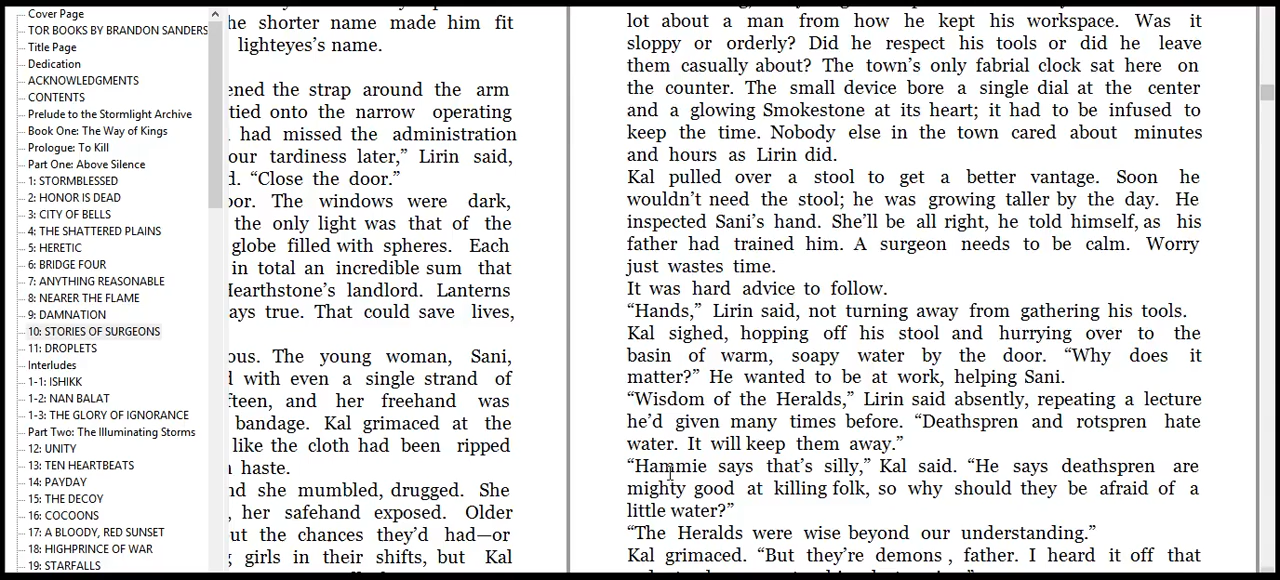 Cover Page
TOR BOOKS BY BRANDON SANDERS
Title Page
Dedication
ACKNOWLEDGMENTS
CONTENTS
Prelude to the Stormlight Archive
Book One: The Way of Kings
Prologue: To Kill
Part One: Above Silence
1: STORMBLESSED
2: HONOR IS DEAD
3: CITY OF BELLS
4: THE SHATTERED PLAINS
5: HERETIC
6: BRIDGE FOUR
7: ANYTHING REASONABLE
8: NEARER THE FLAME
9: DAMNATION
10: STORIES OF SURGEONS
11: DROPLETS
Interludes
1-1: ISHIKK
1-2: NAN BALAT
1-3: THE GLORY OF IGNORANCE
Part Two: The Illuminating Storms
12: UNITY
13: TEN HEARTBEATS
14: PAYDAY
15: THE DECOY
16: COCOONS
17: A BLOODY, RED SUNSET
18: HIGHPRINCE OF WAR
19: STARFALLS
he shorter name made him fit
lighteyes’s name.
ened the strap around the arm
tied onto the narrow operating
had missed the administration
our tardiness later,” Lirin said,
d. “Close the door.”
oor. The windows were dark,
the only light was that of the
globe filled with spheres. Each
in total an incredible sum that
Hearthstone’s landlord. Lanterns
ays true. That could save lives,
ous. The young woman, Sani,
d with even a single strand of
fteen, and her freehand was
bandage. Kal grimaced at the
like the cloth had been ripped
haste.
nd she mumbled, drugged. She
, her safehand exposed. Older
out the chances they’d had—or
g girls in their shifts, but Kal
lot about a man from how he kept his workspace. Was it
sloppy or orderly? Did he respect his tools or did he leave
them casually about? The town’s only fabrial clock sat here on
the counter. The small device bore a single dial at the center
and a glowing Smokestone at its heart; it had to be infused to
keep the time. Nobody else in the town cared about minutes
and hours as Lirin did.
Kal pulled over a stool to get a better vantage. Soon he
wouldn’t need the stool; he was growing taller by the day. He
inspected Sani’s hand. She’ll be all right, he told himself, as his
father had trained him. A surgeon needs to be calm. Worry
just wastes time.
It was hard advice to follow.
“Hands,” Lirin said, not turning away from gathering his tools.
Kal sighed, hopping off his stool and hurrying over to the
basin of warm, soapy water by the door. “Why does it
matter?” He wanted to be at work, helping Sani.
“Wisdom of the Heralds,” Lirin said absently, repeating a lecture
he’d given many times before. “Deathspren and rotspren hate
water. It will keep them away.”
“Hammie says that’s silly,” Kal said. “He says deathspren are
mighty good at killing folk, so why should they be afraid of a
little water?”
“The Heralds were wise beyond our understanding.”
Kal grimaced. “But they’re demons , father. I heard it off that